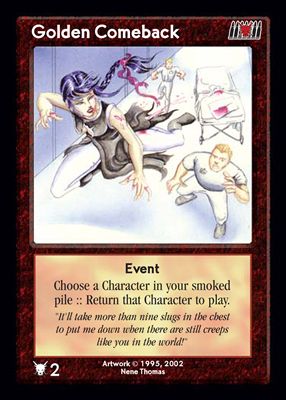 Golden Comeback
Event
Choose a Character in your smoked
pile :: Return that Character to play.
"It'll take more than nine slugs in the chest
to put me down when there are still creeps
like you in the world!"
2
Artwork © 1995, 2002
Nene Thomas